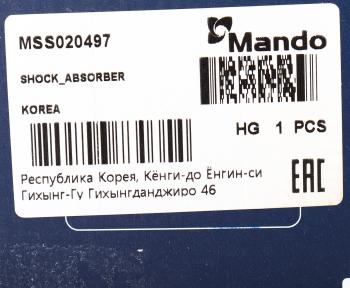 MSS020497
Mando
SHOCK_ABSORBER
KOREA
HG 1 PCS
Республика Корея, Кёнги-до Ёнгин-си
Гихынг-Гу Гихынгданджиро 46
EAC